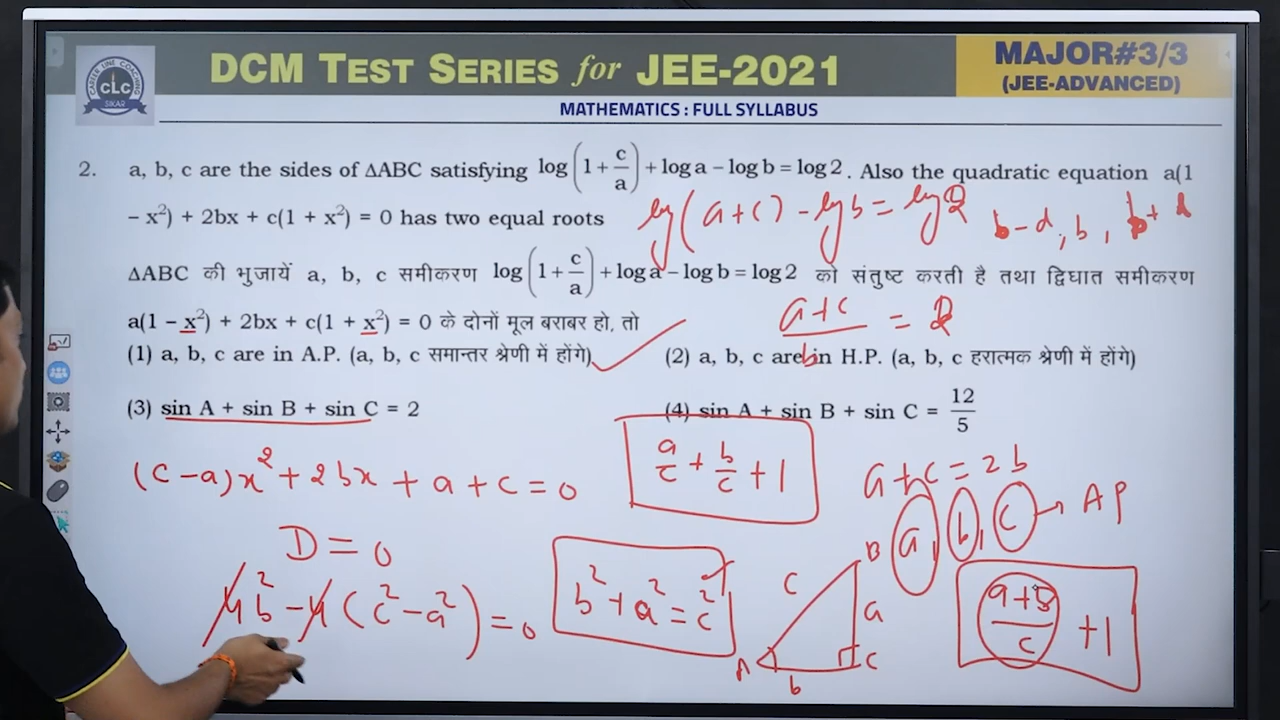 CAREER LINE COACHING
CLC
SIKAR
DCM TEST SERIES for JEE-2021
MAJOR#3/3
(JEE-ADVANCED)
MATHEMATICS : FULL SYLLABUS
2. a, b, c are the sides of ΔABC satisfying log(1+c/a)+log a−log b=log 2. Also the quadratic equation a(1
− x²) + 2bx + c(1 + x²) = 0 has two equal roots
log(a+c) − log b = log 2
b−d, b, b+d
ΔABC की भुजायें a, b, c समीकरण log(1+c/a)+log a−log b=log 2 को संतुष्ट करती है तथा द्विघात समीकरण
a(1 − x²) + 2bx + c(1 + x²) = 0 के दोनों मूल बराबर हो, तो
(a+c)/b = 2
(1) a, b, c are in A.P. (a, b, c समान्तर श्रेणी में होंगे)
(2) a, b, c are in H.P. (a, b, c हरात्मक श्रेणी में होंगे)
(3) sin A + sin B + sin C = 2
(4) sin A + sin B + sin C = 12/5
(c−a)x²+2bx+a+c=0
a/c + b/c + 1
a+c=2b
a, b, c → AP
D=0
4b²−4(c²−a²)=0
b²+a²=c²
B
c
a
A
b
C
(a+b)/c +1